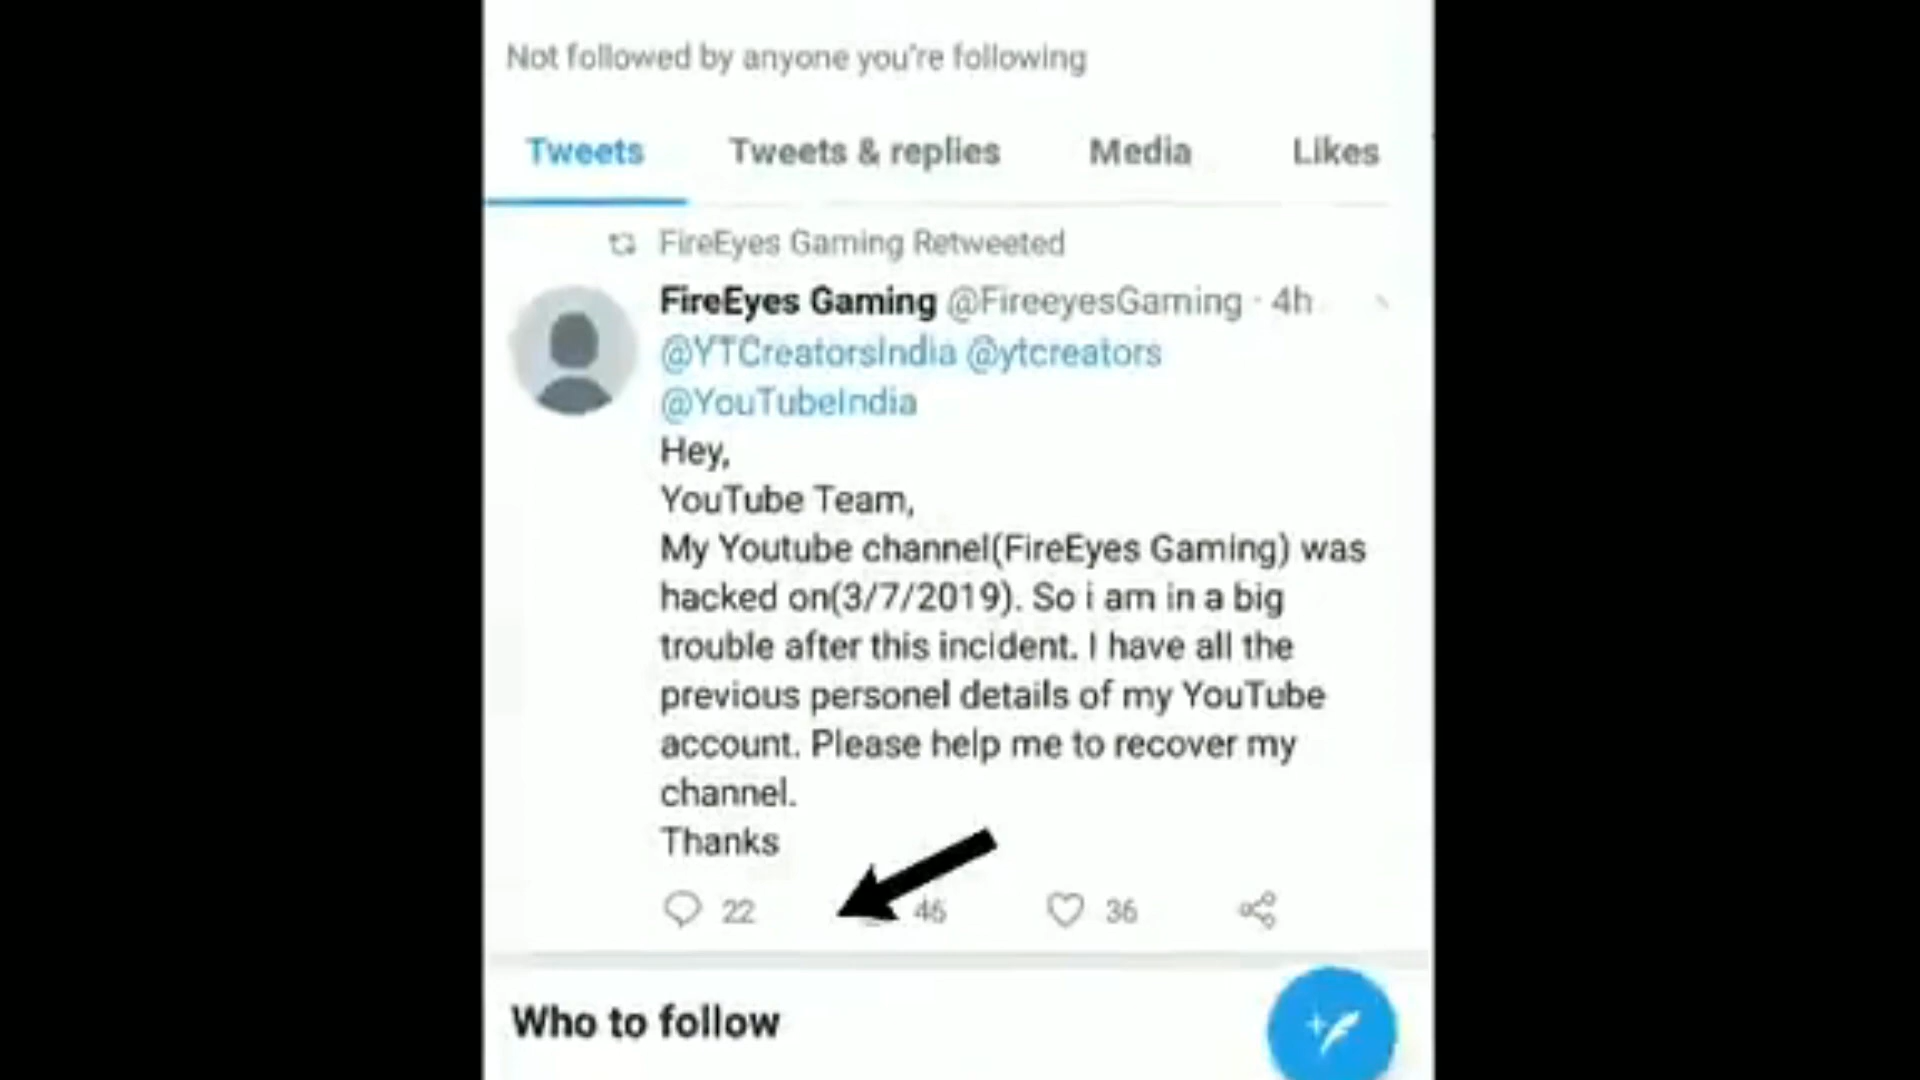 Not followed by anyone you're following
Tweets Tweets & replies Media Likes
FireEyes Gaming Retweeted
FireEyes Gaming @FireeyesGaming · 4h
@YTCreatorsIndia @ytcreators
@YouTubeIndia
Hey,
YouTube Team,
My Youtube channel(FireEyes Gaming) was
hacked on(3/7/2019). So i am in a big
trouble after this incident. I have all the
previous personel details of my YouTube
account. Please help me to recover my
channel.
Thanks
22 46 36
Who to follow